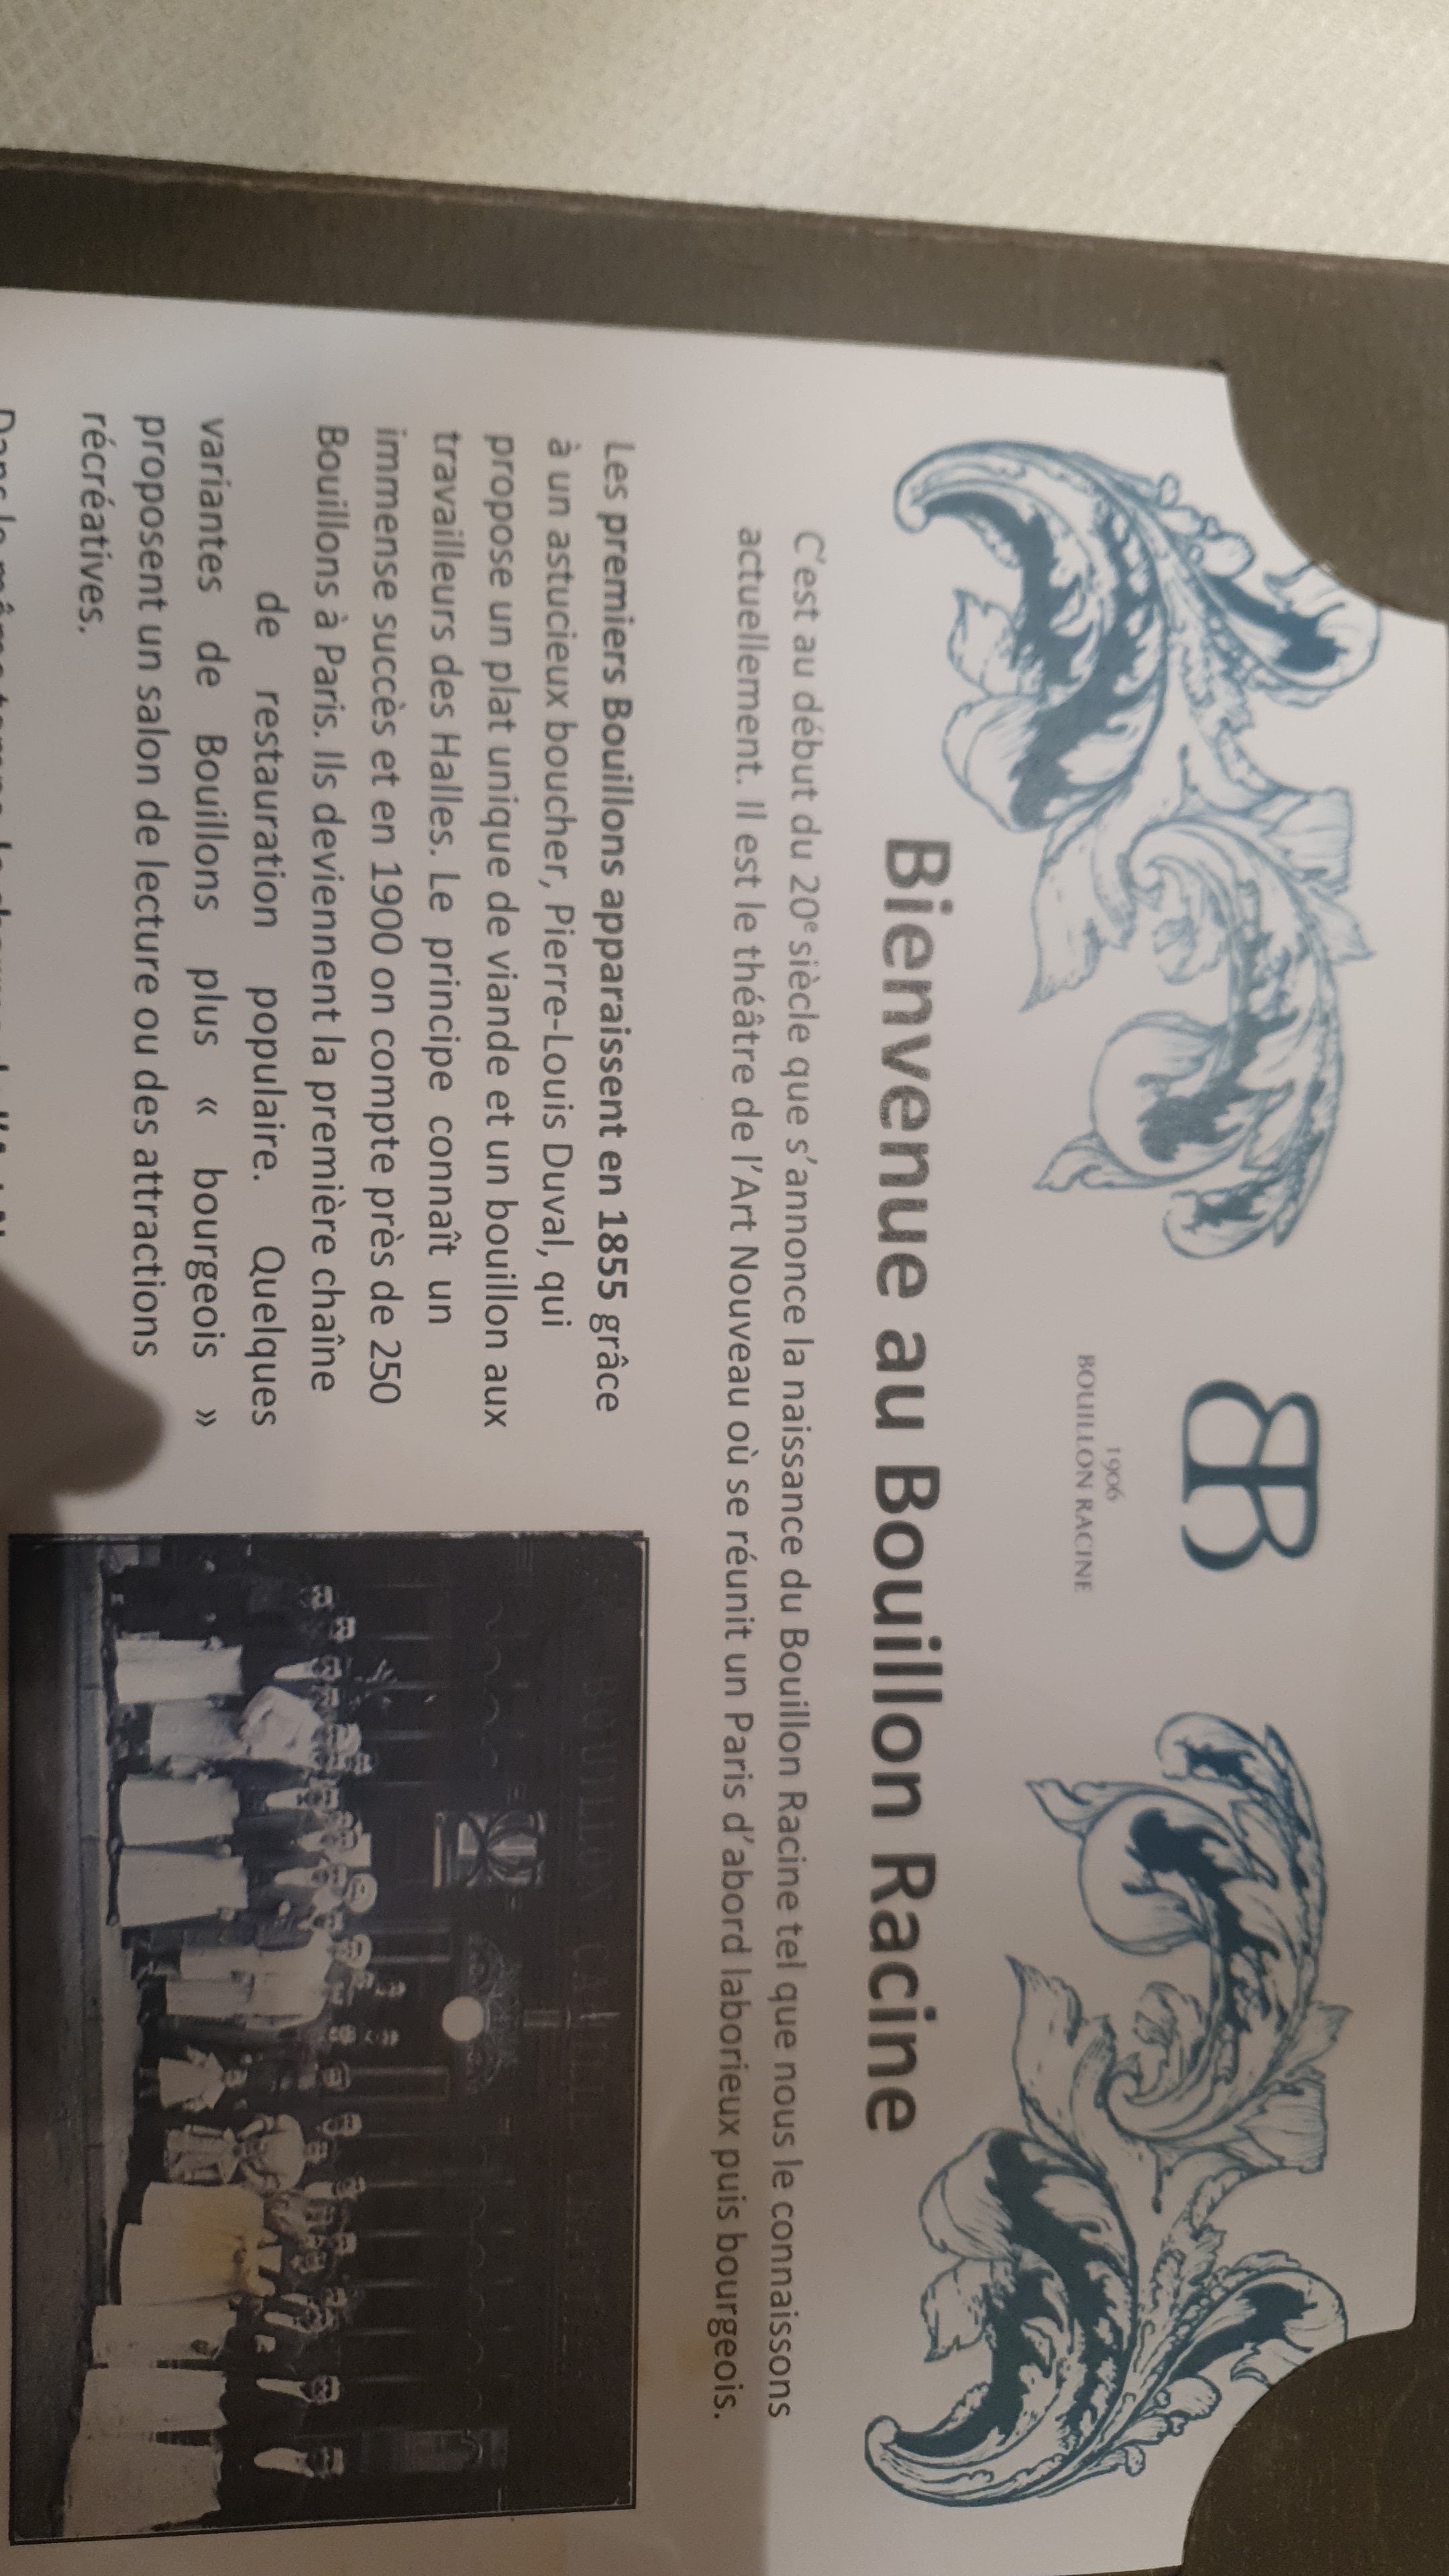 BR
1906
BOUILLON RACINE
Bienvenue au Bouillon Racine
C'est au début du 20e siècle que s'annonce la naissance du Bouillon Racine tel que nous le connaissons
actuellement. Il est le théâtre de l'Art Nouveau où se réunit un Paris d'abord laborieux puis bourgeois.
Les premiers Bouillons apparaissent en 1855 grâce
à un astucieux boucher, Pierre-Louis Duval, qui
propose un plat unique de viande et un bouillon aux
travailleurs des Halles. Le principe connaît un
immense succès et en 1900 on compte près de 250
Bouillons à Paris. Ils deviennent la première chaîne
de restauration populaire. Quelques
variantes de Bouillons plus « bourgeois »
proposent un salon de lecture ou des attractions
récréatives.
BOUILLON